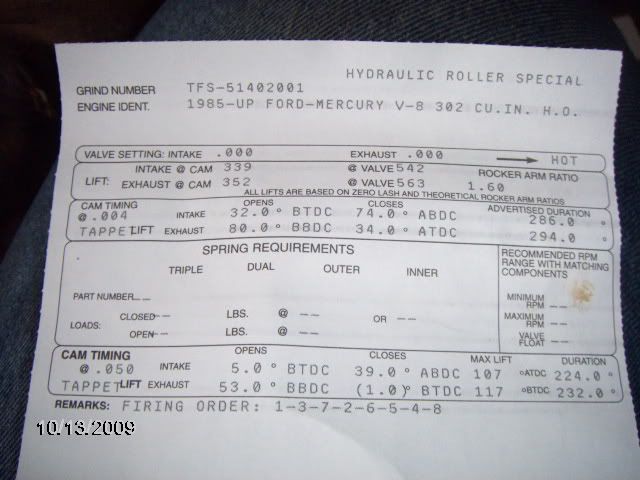 HYDRAULIC ROLLER SPECIAL
GRIND NUMBER TFS-51402001
ENGINE IDENT. 1985-UP FORD-MERCURY V-8 302 CU.IN. H.O.
VALVE SETTING: INTAKE .000 EXHAUST .000 HOT
LIFT: INTAKE @ CAM 339 @ VALVE 542 ROCKER ARM RATIO
EXHAUST @ CAM 352 @ VALVE 563 1.60
ALL LIFTS ARE BASED ON ZERO LASH AND THEORETICAL ROCKER ARM RATIOS
CAM TIMING OPENS CLOSES ADVERTISED DURATION
@ .004 INTAKE 32.0 ° BTDC 74.0 ° ABDC 286.0 °
TAPPET LIFT EXHAUST 80.0 ° BBDC 34.0 ° ATDC 294.0 °
SPRING REQUIREMENTS
TRIPLE DUAL OUTER INNER
PART NUMBER --
LOADS: CLOSED -- LBS. @ -- OR --
OPEN -- LBS. @ --
RECOMMENDED RPM
RANGE WITH MATCHING
COMPONENTS
MINIMUM
RPM --
MAXIMUM
RPM --
VALVE
FLOAT --
CAM TIMING OPENS CLOSES MAX LIFT DURATION
@ .050 INTAKE 5.0 ° BTDC 39.0 ° ABDC 107 °ATDC 224.0 °
TAPPET LIFT EXHAUST 53.0 ° BBDC (1.0)° BTDC 117 °BTDC 232.0 °
REMARKS: FIRING ORDER: 1-3-7-2-6-5-4-8
10.13.2009